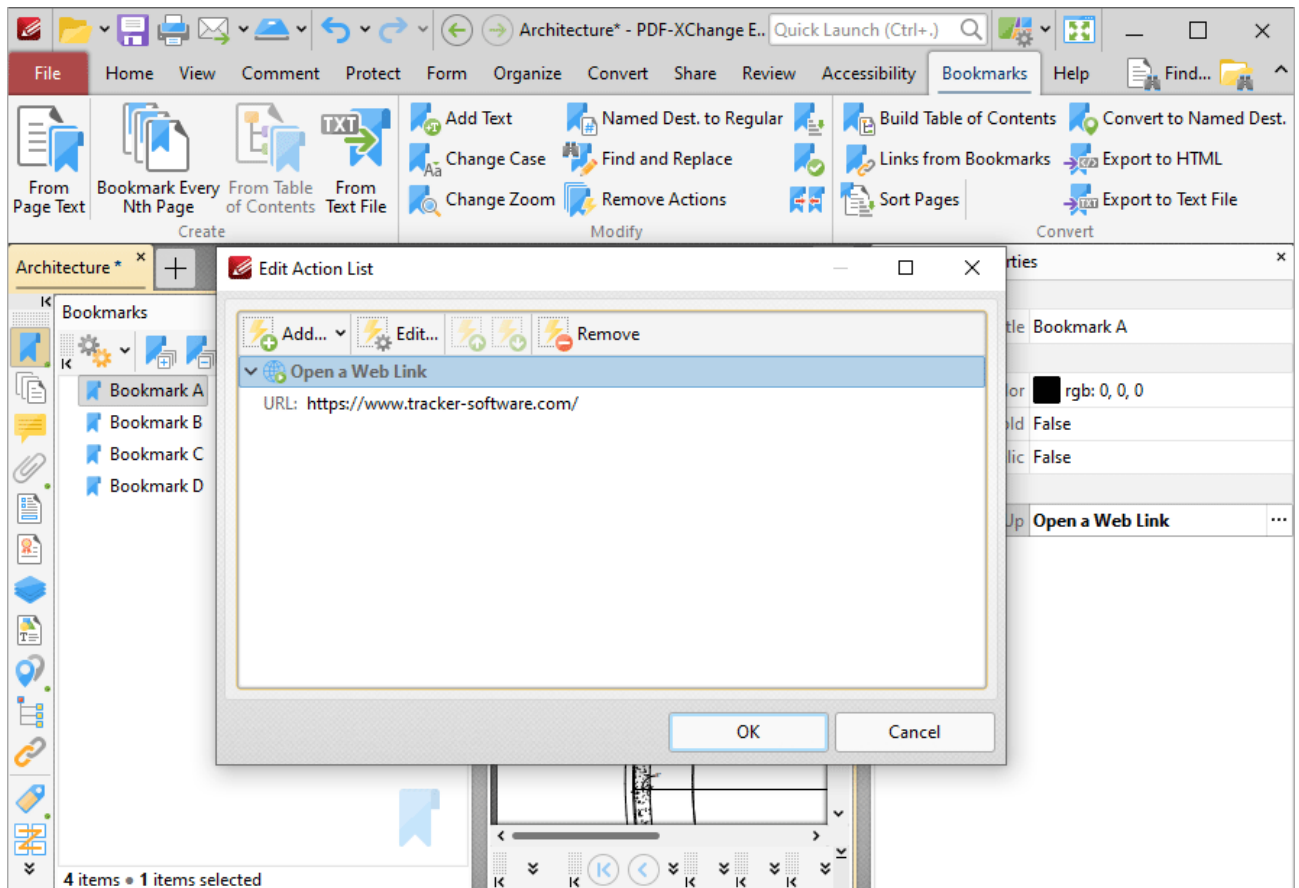 Architecture* - PDF-XChange E.. Quick Launch (Ctrl+.)
File Home View Comment Protect Form Organize Convert Share Review Accessibility Bookmarks Help Find...
From Page Text
Bookmark Every Nth Page
From Table of Contents
From Text File
Create
TXT
Add Text
Change Case
Change Zoom
Named Dest. to Regular
Find and Replace
Remove Actions
Modify
Build Table of Contents
Links from Bookmarks
Sort Pages
Convert to Named Dest.
Export to HTML
Export to Text File
Convert
Architecture *
Edit Action List
Bookmarks
Bookmark A
Bookmark B
Bookmark C
Bookmark D
4 items • 1 items selected
Add... Edit... Remove
Open a Web Link
URL: https://www.tracker-software.com/
OK Cancel
rties
tle Bookmark A
lor rgb: 0, 0, 0
old False
lic False
Up Open a Web Link ...